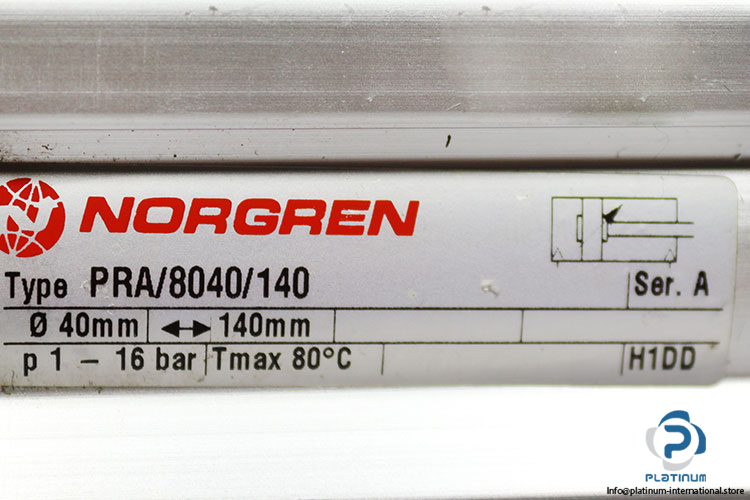 NORGREN
Type PRA/8040/140
Ser. A
Ø 40mm ↔ 140mm
p 1 – 16 bar Tmax 80°C
H1DD
PLATINUM
Info@platinum-international.store